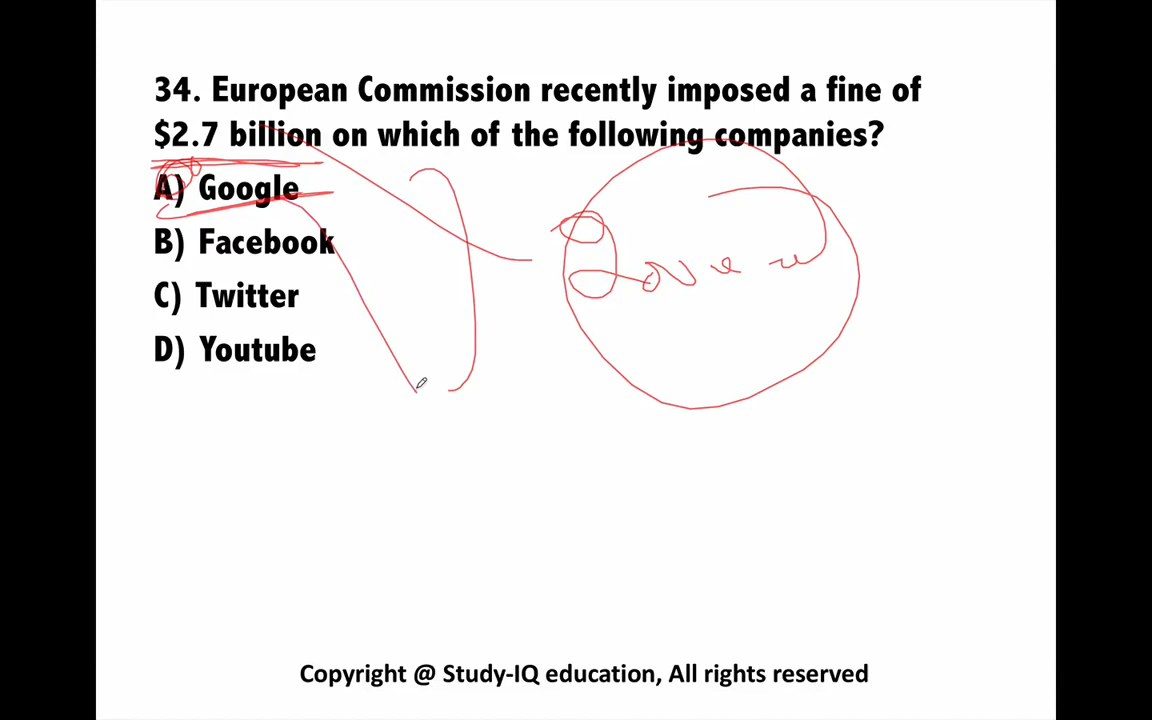 34. European Commission recently imposed a fine of
$2.7 billion on which of the following companies?
A) Google
B) Facebook
C) Twitter
D) Youtube
Copyright @ Study-IQ education, All rights reserved